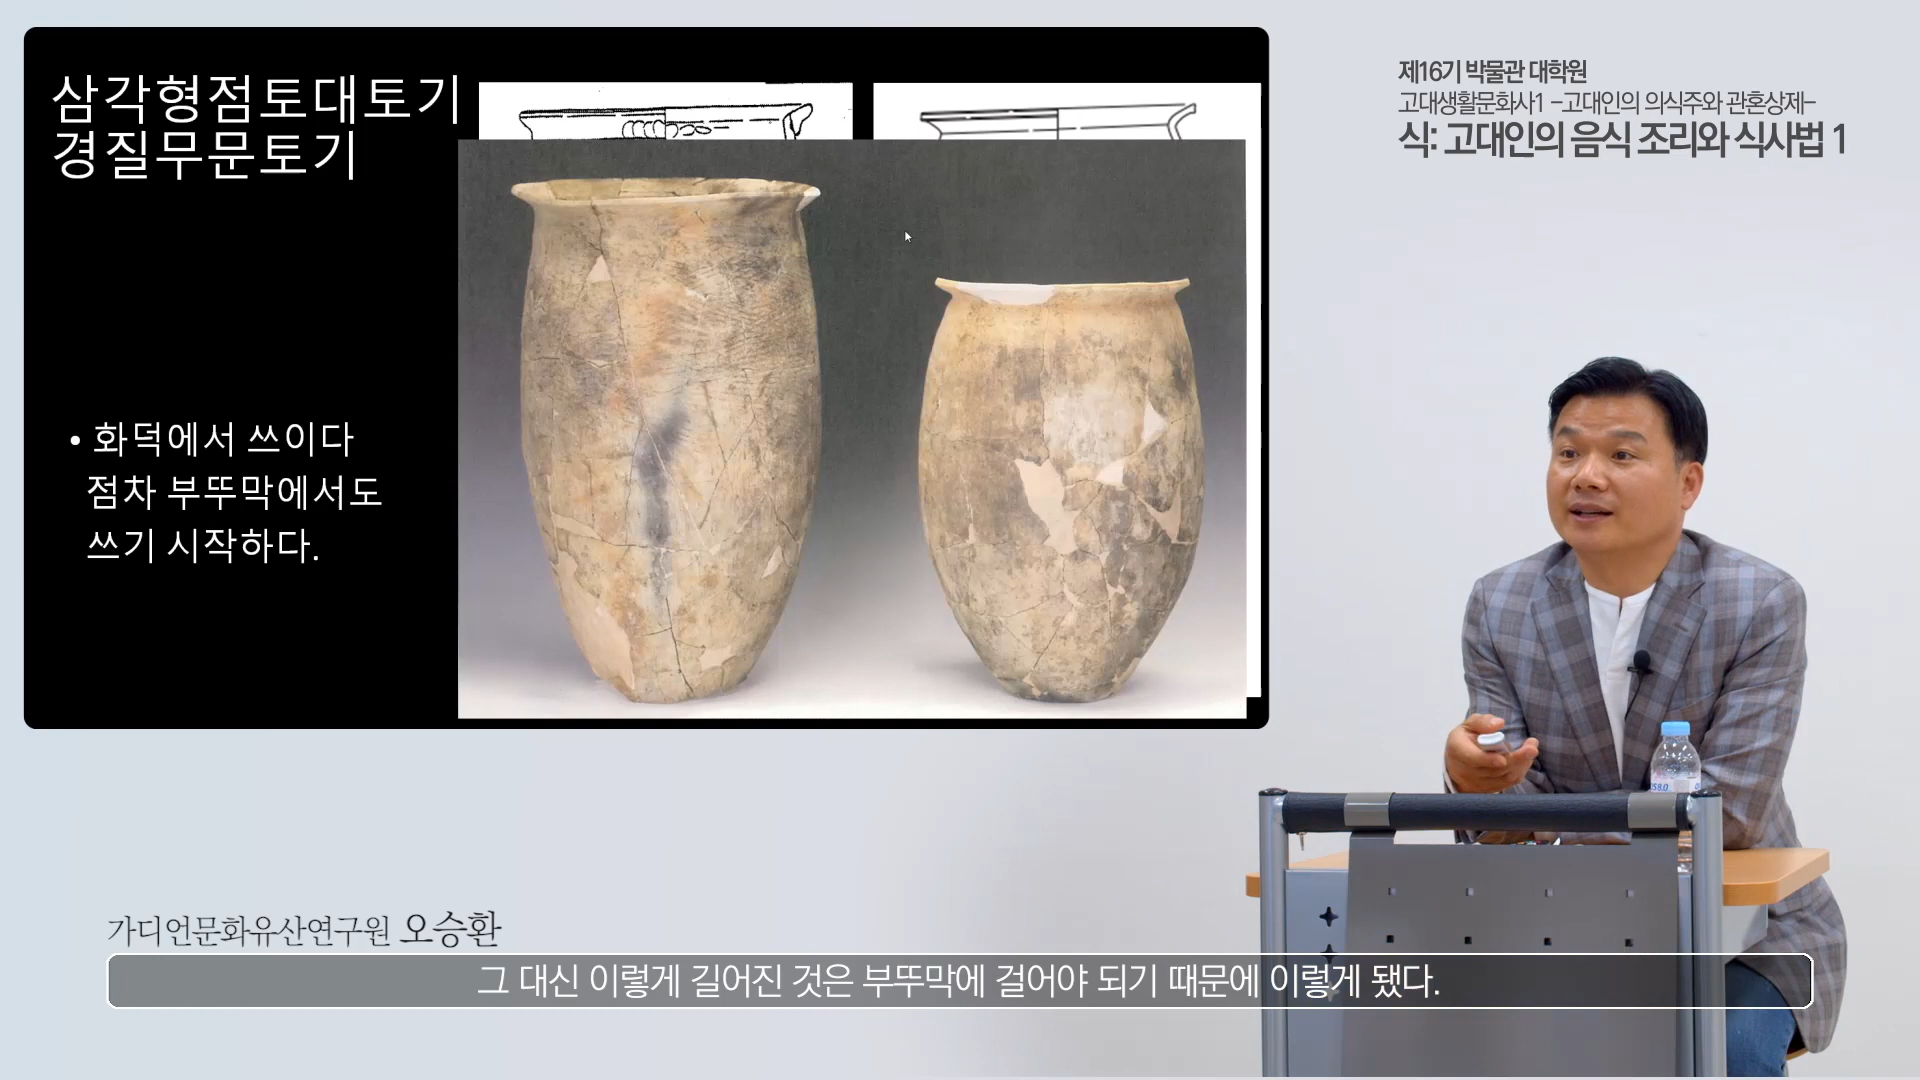 삼각형점토대토기
경질무문토기
• 화덕에서 쓰이다
점차 부뚜막에서도
쓰기 시작하다.
제16기 박물관 대학원
고대생활문화사1 -고대인의 의식주와 관혼상제-
식: 고대인의 음식 조리와 식사법 1
가디언문화유산연구원 오승환
그 대신 이렇게 길어진 것은 부뚜막에 걸어야 되기 때문에 이렇게 됐다.